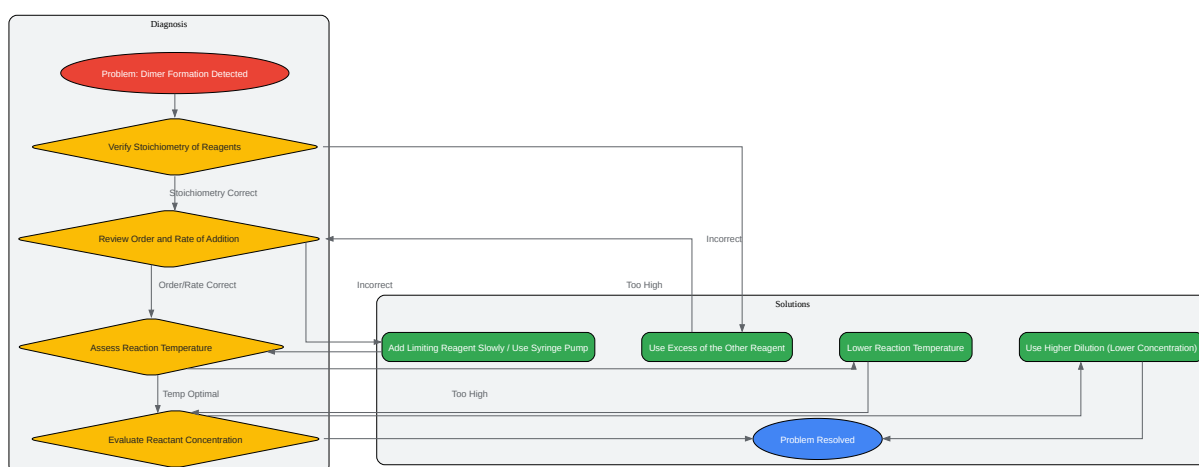 Diagnosis
Problem: Dimer Formation Detected
Verify Stoichiometry of Reagents
Stoichiometry Correct
Review Order and Rate of Addition
Incorrect
Order/Rate Correct
Incorrect
Too High
Solutions
Assess Reaction Temperature
Add Limiting Reagent Slowly / Use Syringe Pump
Use Excess of the Other Reagent
Lower Reaction Temperature
Use Higher Dilution (Lower Concentration)
Temp Optimal
Too High
Evaluate Reactant Concentration
Problem Resolved